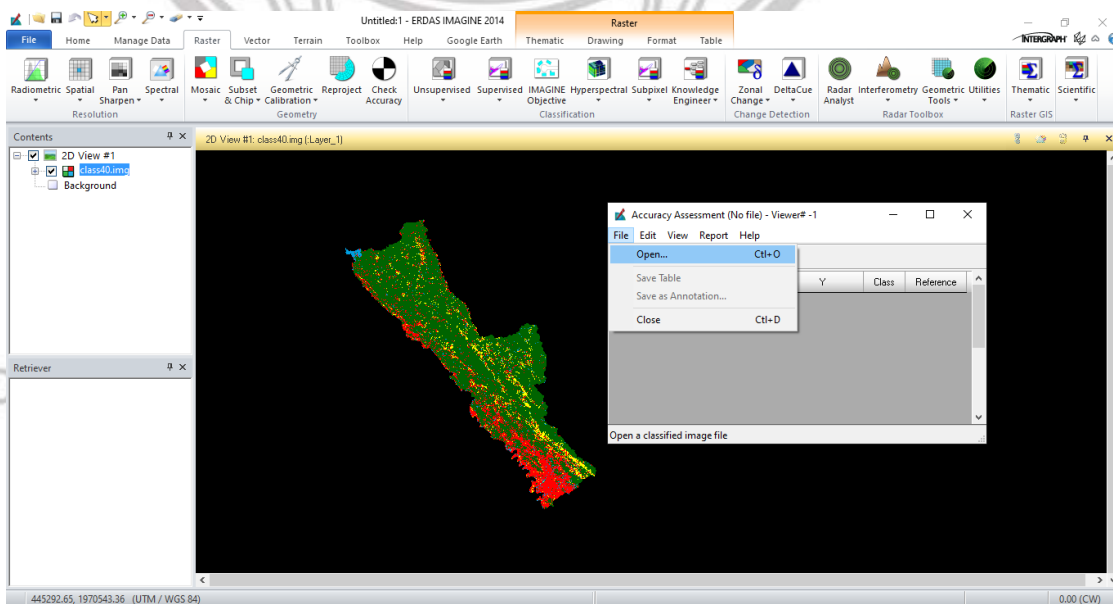 Untitled:1 - ERDAS IMAGINE 2014
Raster
File Home Manage Data Raster Vector Terrain Toolbox Help Google Earth Thematic Drawing Format Table
INTERGRAPH
Radiometric Spatial Pan Sharpen Spectral Mosaic Subset & Chip Geometric Calibration Reproject Check Accuracy Unsupervised Supervised IMAGINE Objective Hyperspectral Subpixel Knowledge Engineer Zonal Change DeltaCue Radar Analyst Interferometry Geometric Tools Utilities Thematic Scientific
Resolution Geometry Classification Change Detection Radar Toolbox Raster GIS
Contents
2D View #1
class40.img
Background
Retriever
2D View #1: class40.img (:Layer_1)
Accuracy Assessment (No file) - Viewer# -1
File Edit View Report Help
Open... Ctl+O
Save Table
Save as Annotation...
Close Ctl+D
Y Class Reference
Open a classified image file
445292.65, 1970543.36 (UTM / WGS 84)
0.00 (CW)